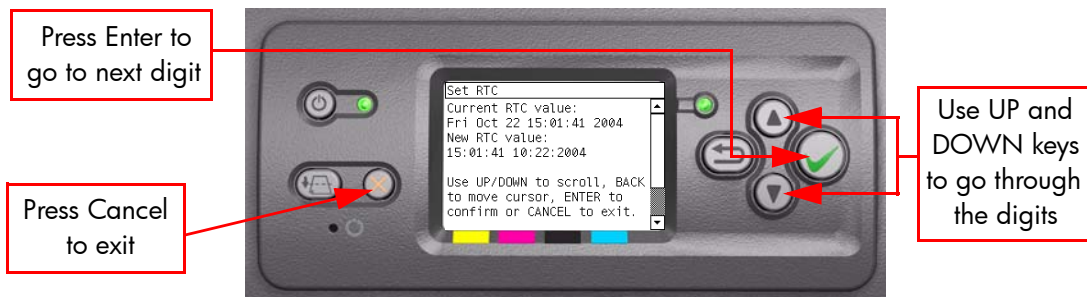 Press Enter to
go to next digit
Set RTC
Current RTC value:
Fri Oct 22 15:01:41 2004
New RTC value:
15:01:41 10:22:2004
Use UP/DOWN to scroll, BACK
to move cursor, ENTER to
confirm or CANCEL to exit.
Use UP and
DOWN keys
to go through
the digits
Press Cancel
to exit